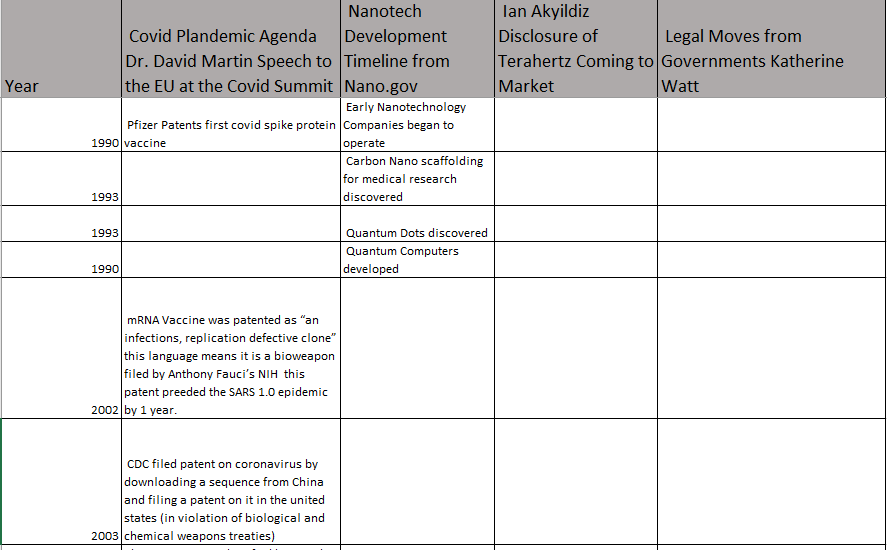 Year
Covid Plandemic Agenda
Dr. David Martin Speech to
the EU at the Covid Summit
Nanotech
Development
Timeline from
Nano.gov
Ian Akyildiz
Disclosure of
Terahertz Coming to
Market
Legal Moves from
Governments Katherine
Watt
1990
Pfizer Patents first covid spike protein
vaccine
Early Nanotechnology
Companies began to
operate
1993
Carbon Nano scaffolding
for medical research
discovered
1993
Quantum Dots discovered
1990
Quantum Computers
developed
2002
mRNA Vaccine was patented as “an
infections, replication defective clone”
this language means it is a bioweapon
filed by Anthony Fauci’s NIH this
patent preeded the SARS 1.0 epidemic
by 1 year.
2003
CDC filed patent on coronavirus by
downloading a sequence from China
and filing a patent on it in the united
states (in violation of biological and
chemical weapons treaties)